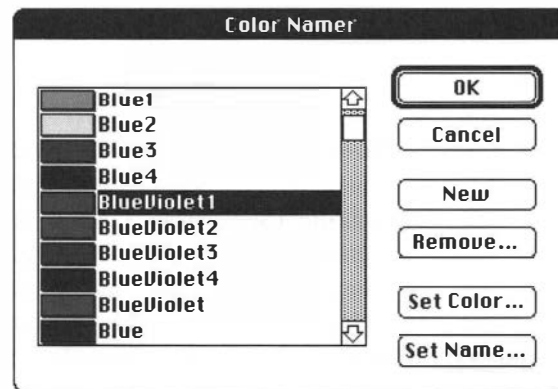 Color Namer
Blue1
Blue2
Blue3
Blue4
BlueViolet1
BlueViolet2
BlueViolet3
BlueViolet4
BlueViolet
Blue
OK
Cancel
New
Remove...
Set Color...
Set Name...